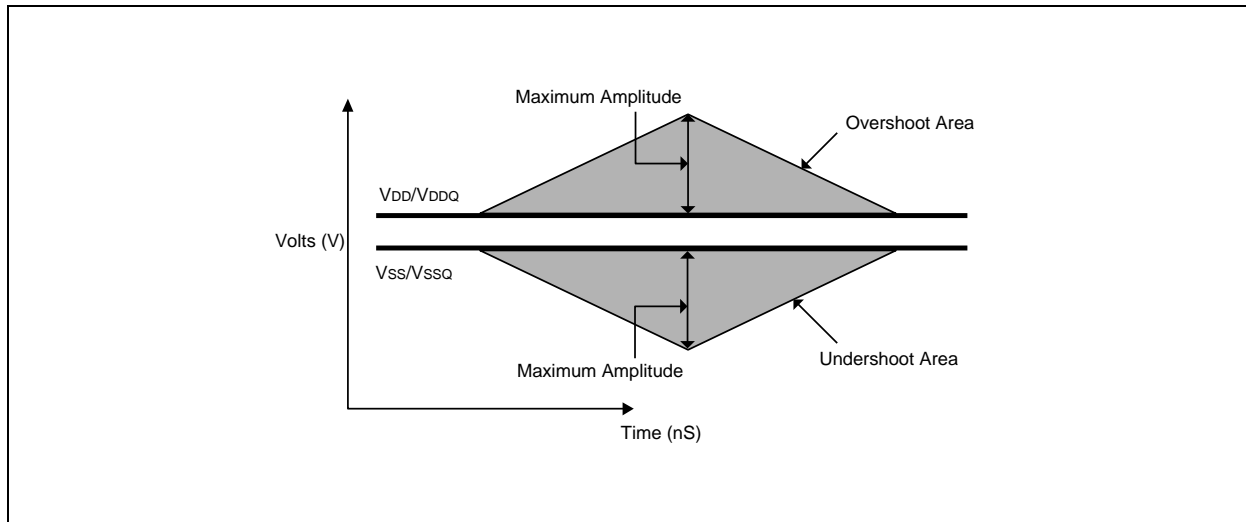 Maximum Amplitude
Overshoot Area
VDD/VDDQ
Volts (V)
VSS/VSSQ
Undershoot Area
Maximum Amplitude
Time (nS)